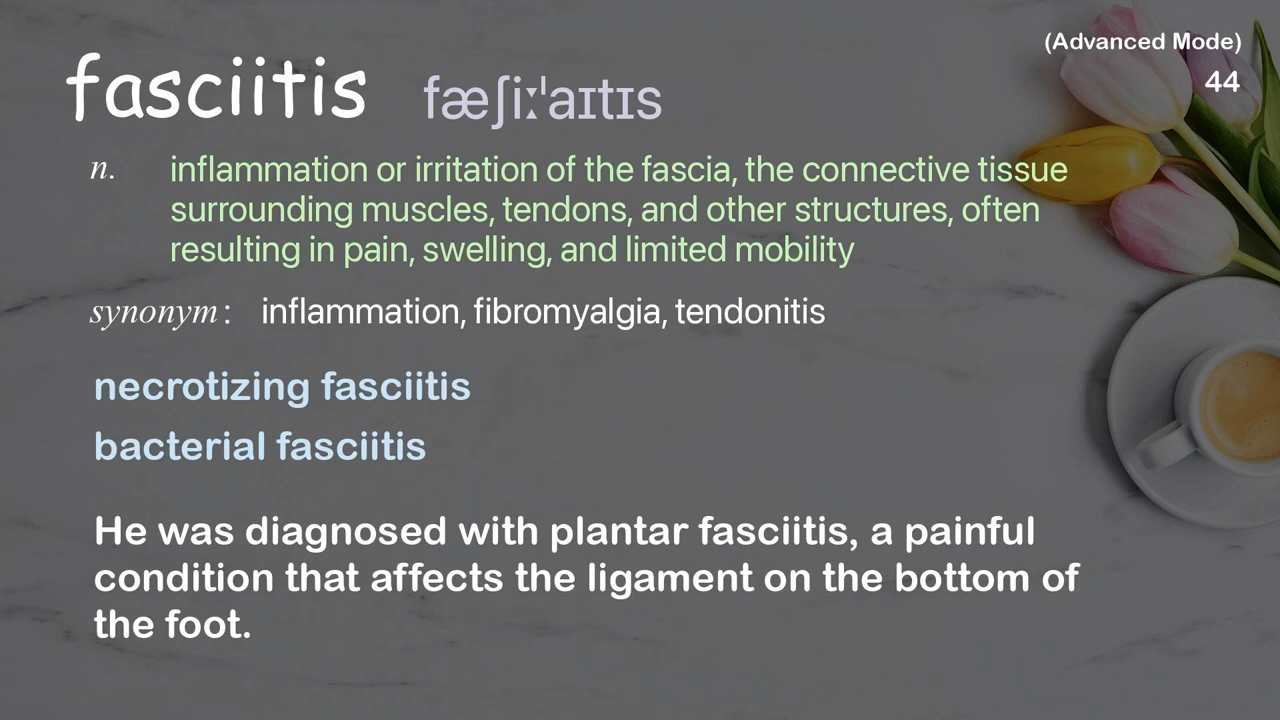 (Advanced Mode)
44
fasciitis fæʃiːˈaɪtɪs
n. inflammation or irritation of the fascia, the connective tissue
surrounding muscles, tendons, and other structures, often
resulting in pain, swelling, and limited mobility
synonym: inflammation, fibromyalgia, tendonitis
necrotizing fasciitis
bacterial fasciitis
He was diagnosed with plantar fasciitis, a painful
condition that affects the ligament on the bottom of
the foot.